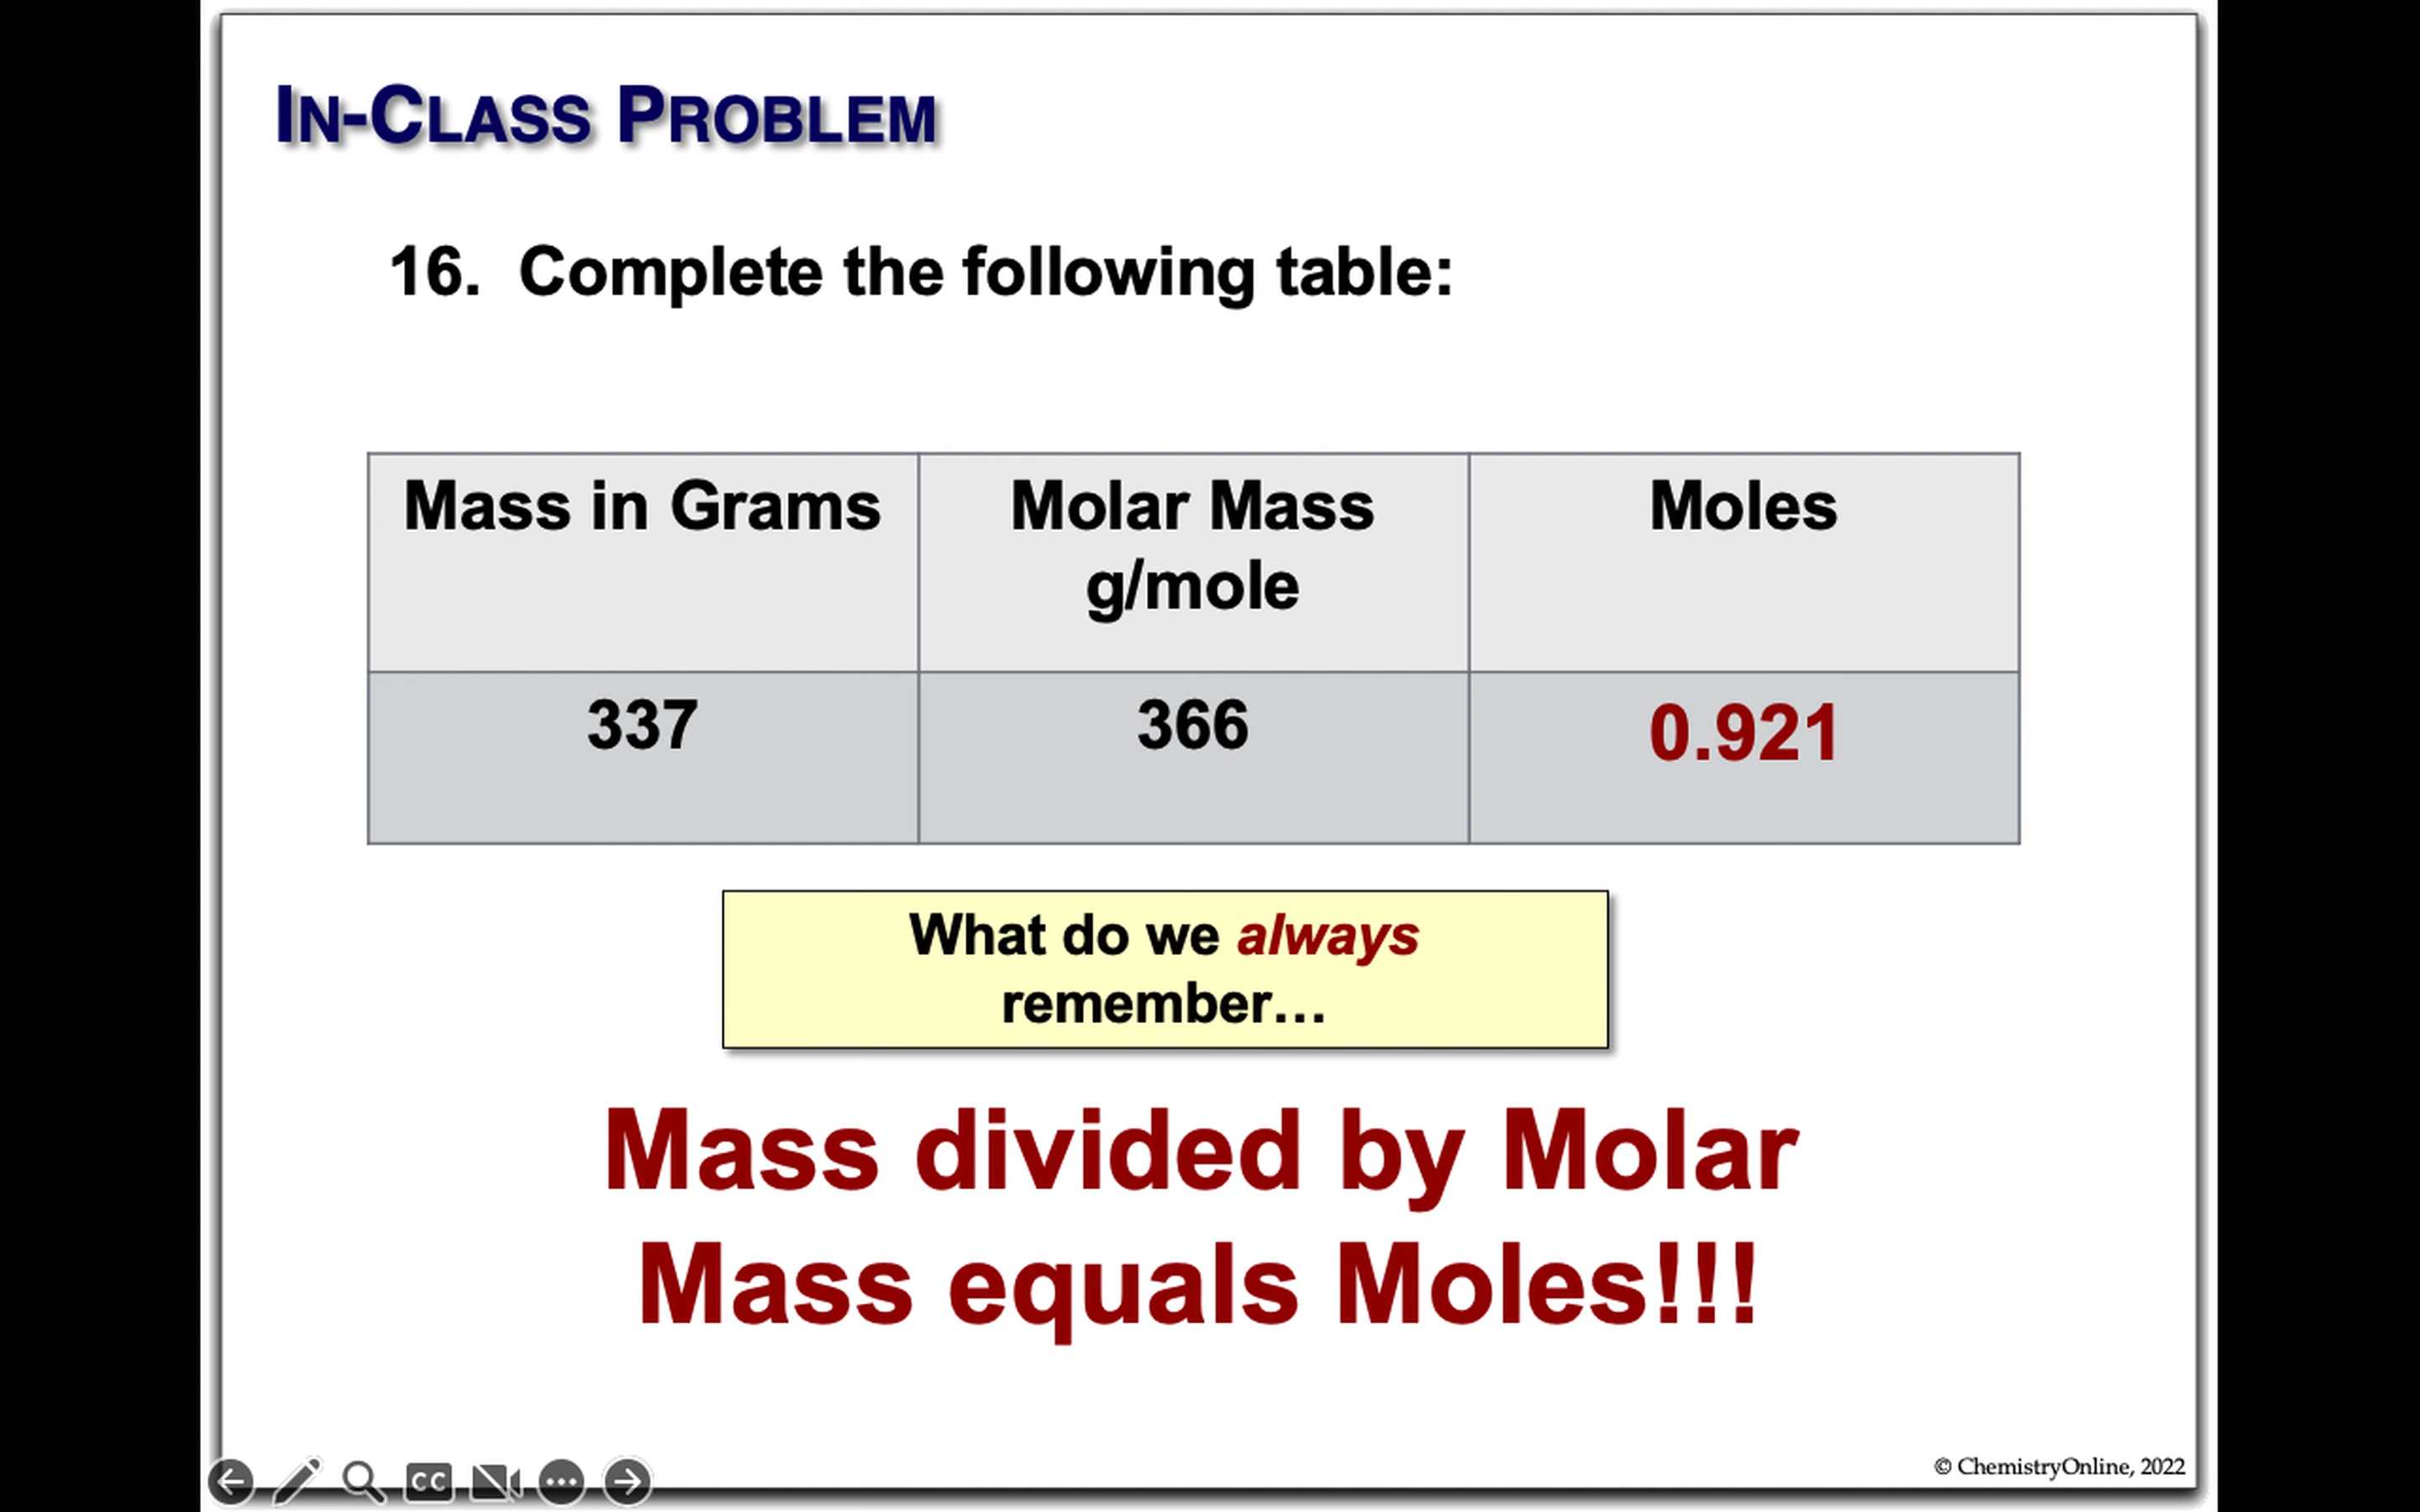 IN-CLASS PROBLEM
16. Complete the following table:
Mass in Grams
Molar Mass
g/mole
Moles
337
366
0.921
What do we always
remember…
Mass divided by Molar
Mass equals Moles!!!
CC
© ChemistryOnline, 2022